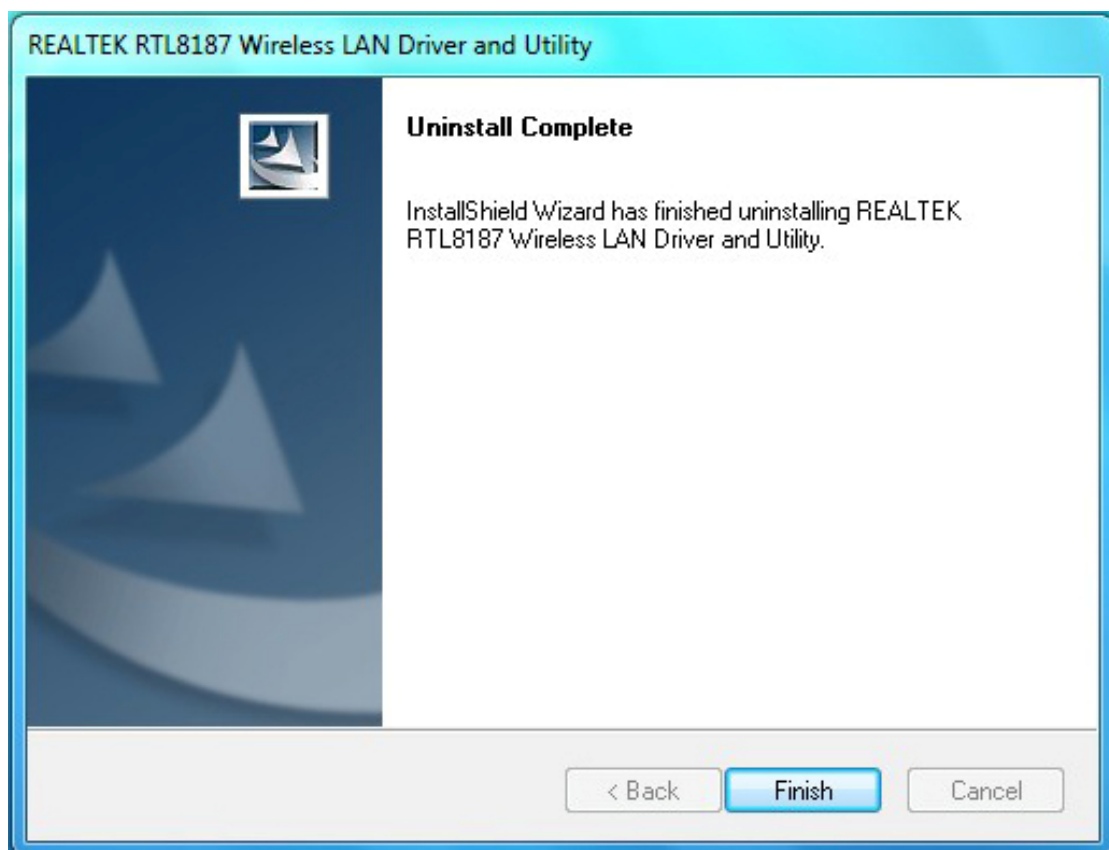 REALTEK RTL8187 Wireless LAN Driver and Utility
Uninstall Complete
InstallShield Wizard has finished uninstalling REALTEK
RTL8187 Wireless LAN Driver and Utility.
< Back
Finish
Cancel